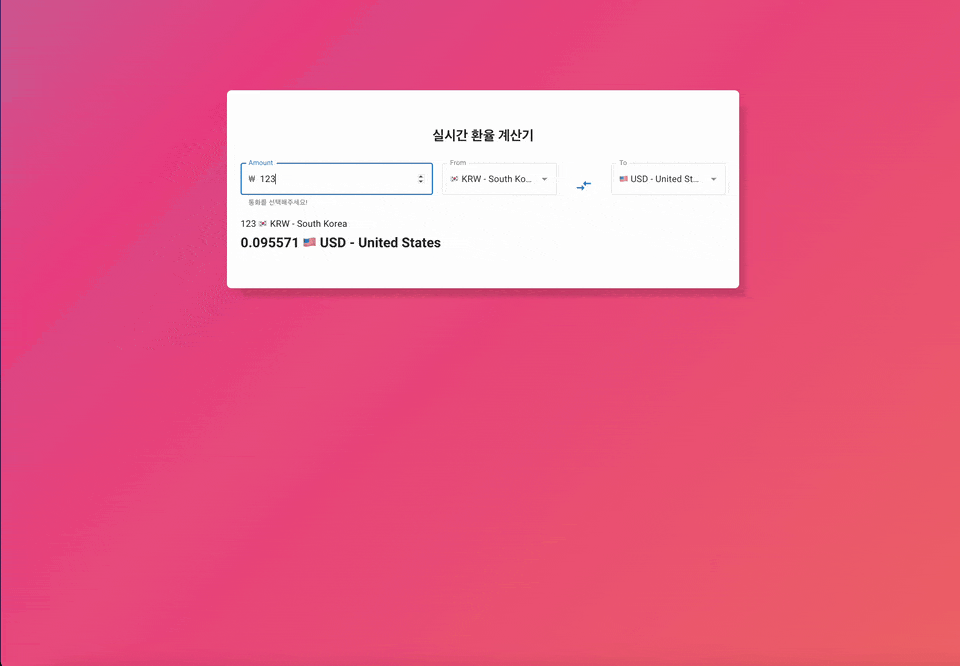 실시간 환율 계산기
Amount
₩ 123
From
KRW - South Ko...
To
USD - United St...
통화를 선택해주세요!
123 🇰🇷 KRW - South Korea
0.095571 🇺🇸 USD - United States